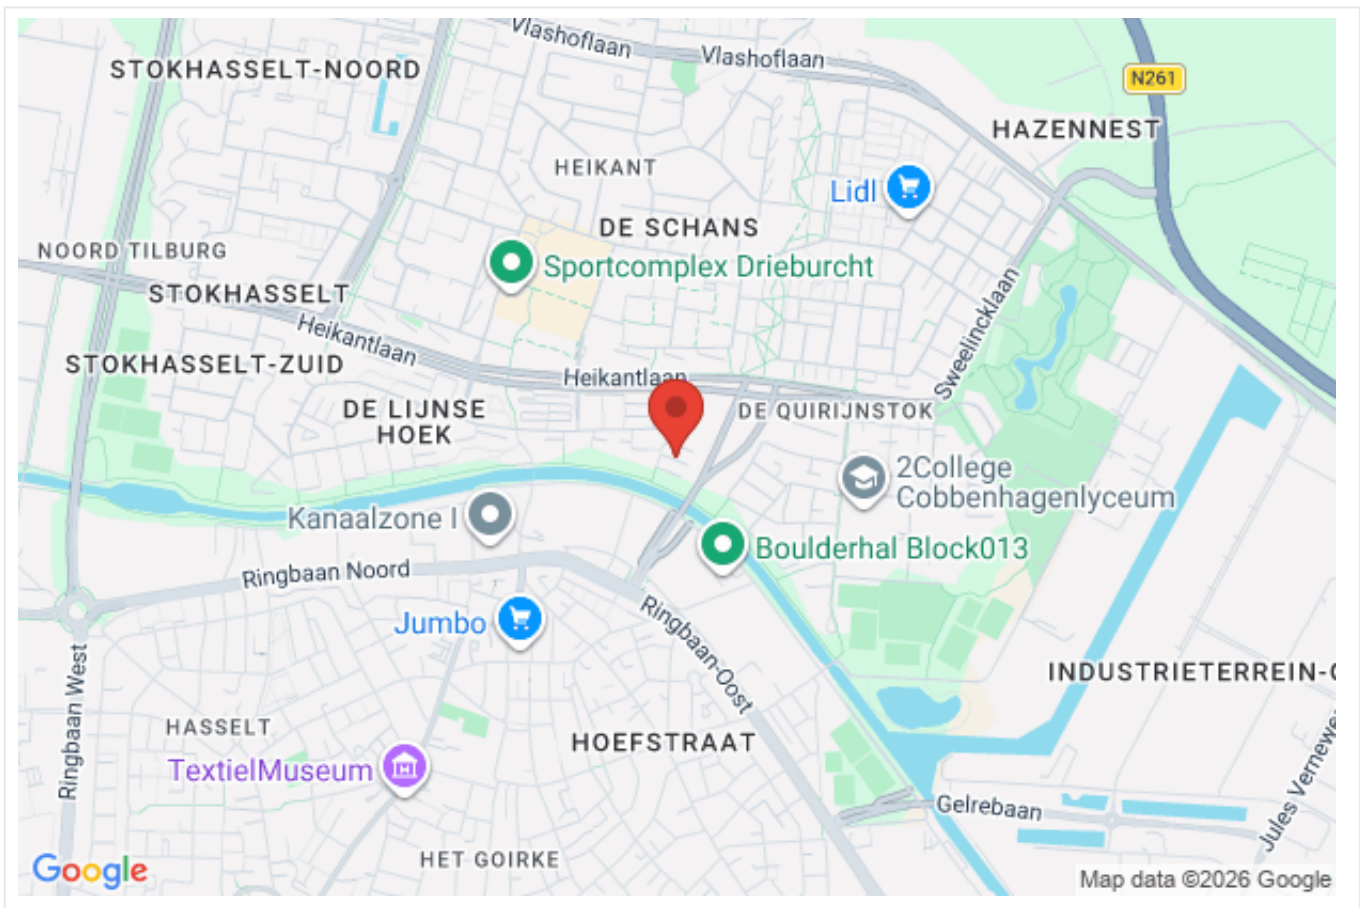 Vlashoflaan
Vlashoflaan
STOKHASSELT-NOORD
N261
HAZENNEST
HEIKANT
Lidl
DE SCHANS
NOORD TILBURG
Sportcomplex Drieburcht
STOKHASSELT
Heikantlaan
Sweelincklaan
STOKHASSELT-ZUID
Heikantlaan
DE LIJNSE
HOEK
DE QUIRIJNSTOK
2College
Cobbenhagenlyceum
Kanaalzone I
Boulderhal Block013
Ringbaan Noord
Jumbo
Ringbaan-Oost
Ringbaan West
INDUSTRIETERREIN-
HASSELT
HOEFSTRAAT
TextielMuseum
Jules Vernewe
Gelrebaan
HET GOIRKE
Google
Map data ©2026 Google